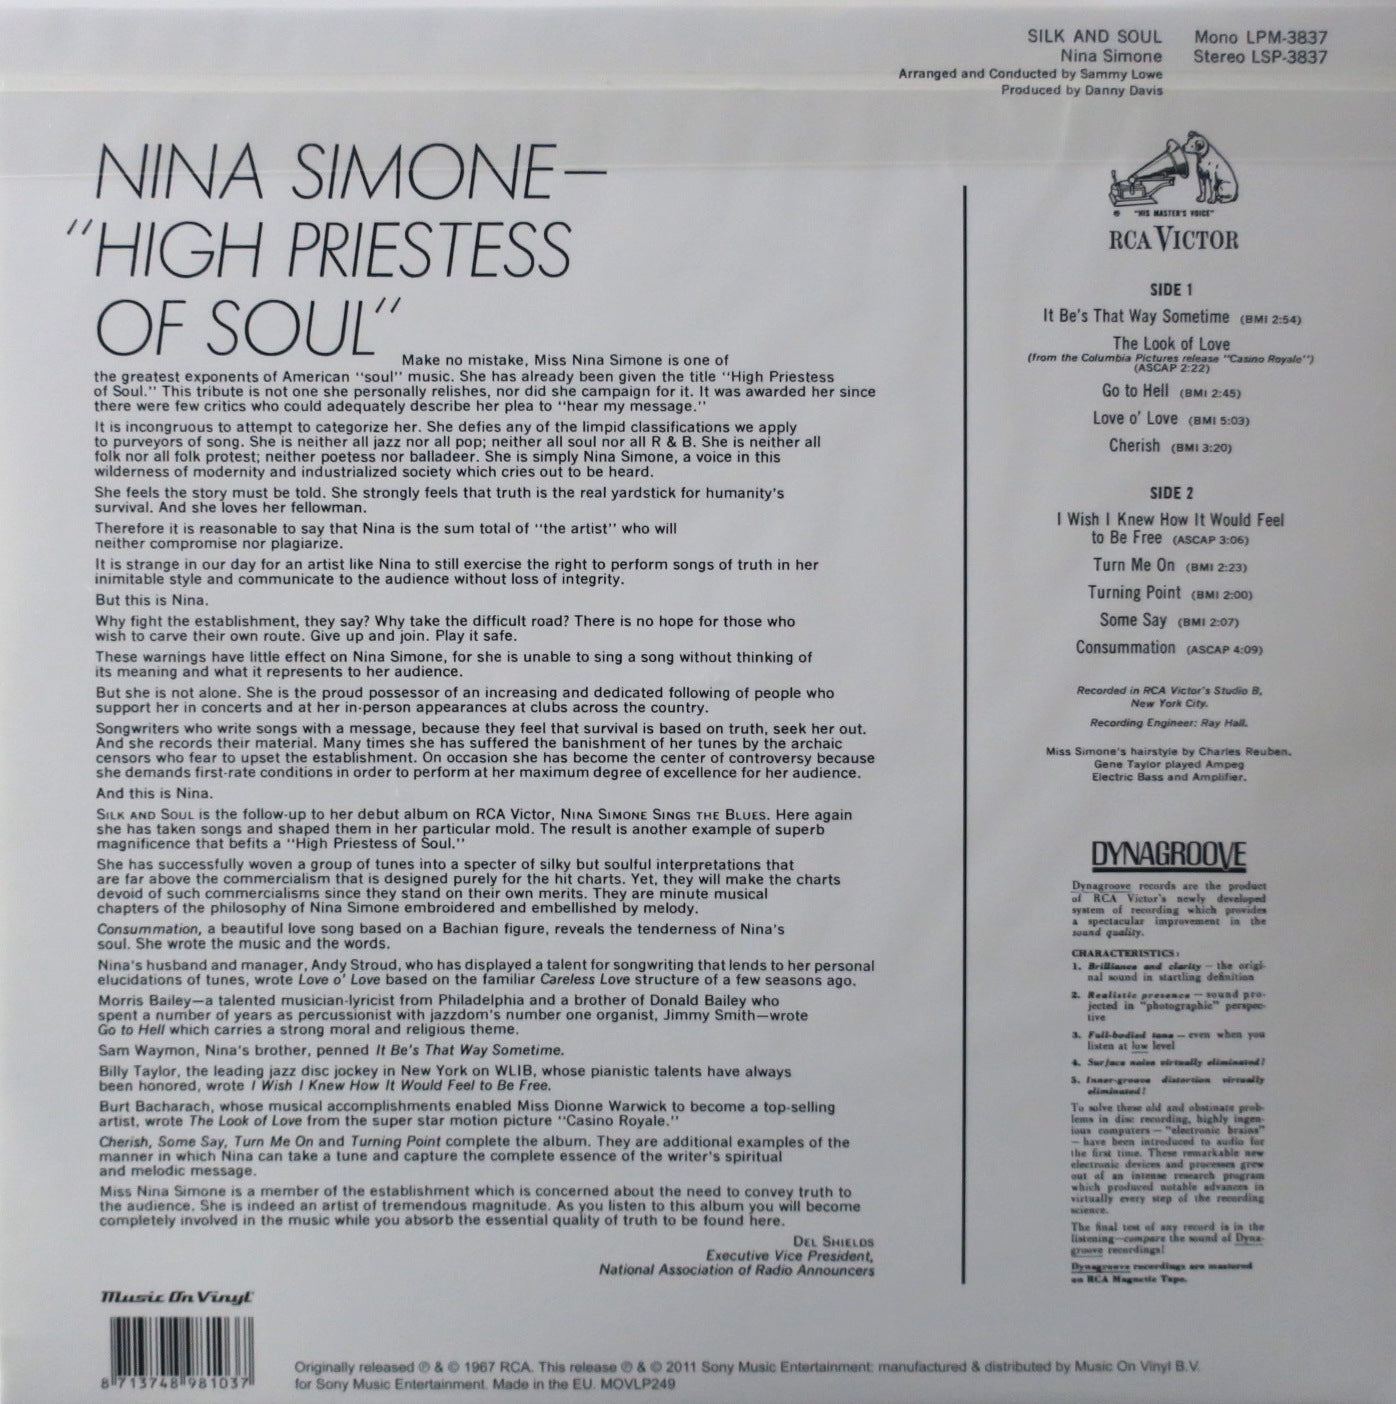 SILK AND SOUL Mono LPM-3837
Nina Simone Stereo LSP-3837
Arranged and Conducted by Sammy Lowe
Produced by Danny Davis
NINA SIMONE—
"HIGH PRIESTESS
OF SOUL"
Make no mistake, Miss Nina Simone is one of
the greatest exponents of American "soul" music. She has already been given the title "High Priestess
of Soul." This tribute is not one she personally relishes, nor did she campaign for it. It was awarded her since
there were few critics who could adequately describe her plea to "hear my message."
It is incongruous to attempt to categorize her. She defies any of the limpid classifications we apply
to purveyors of song. She is neither all jazz nor all pop; neither all soul nor all R & B. She is neither all
folk nor all folk protest; neither poetess nor balladeer. She is simply Nina Simone, a voice in this
wilderness of modernity and industrialized society which cries out to be heard.
She feels the story must be told. She strongly feels that truth is the real yardstick for humanity's
survival. And she loves her fellowman.
Therefore it is reasonable to say that Nina is the sum total of "the artist" who will
neither compromise nor plagiarize.
It is strange in our day for an artist like Nina to still exercise the right to perform songs of truth in her
inimitable style and communicate to the audience without loss of integrity.
But this is Nina.
Why fight the establishment, they say? Why take the difficult road? There is no hope for those who
wish to carve their own route. Give up and join. Play it safe.
These warnings have little effect on Nina Simone, for she is unable to sing a song without thinking of
its meaning and what it represents to her audience.
But she is not alone. She is the proud possessor of an increasing and dedicated following of people who
support her in concerts and at her in-person appearances at clubs across the country.
Songwriters who write songs with a message, because they feel that survival is based on truth, seek her out.
And she records their material. Many times she has suffered the banishment of her tunes by the archaic
censors who fear to upset the establishment. On occasion she has become the center of controversy because
she demands first-rate conditions in order to perform at her maximum degree of excellence for her audience.
And this is Nina.
SILK AND SOUL is the follow-up to her debut album on RCA Victor, NINA SIMONE SINGS THE BLUES. Here again
she has taken songs and shaped them in her particular mold. The result is another example of superb
magnificence that befits a "High Priestess of Soul."
She has successfully woven a group of tunes into a specter of silky but soulful interpretations that
are far above the commercialism that is designed purely for the hit charts. Yet, they will make the charts
devoid of such commercialisms since they stand on their own merits. They are minute musical
chapters of the philosophy of Nina Simone embroidered and embellished by melody.
Consummation, a beautiful love song based on a Bachian figure, reveals the tenderness of Nina's
soul. She wrote the music and the words.
Nina's husband and manager, Andy Stroud, who has displayed a talent for songwriting that lends to her personal
elucidations of tunes, wrote Love o' Love based on the familiar Careless Love structure of a few seasons ago.
Morris Bailey—a talented musician-lyricist from Philadelphia and a brother of Donald Bailey who
spent a number of years as percussionist with jazzdom's number one organist, Jimmy Smith—wrote
Go to Hell which carries a strong moral and religious theme.
Sam Waymon, Nina's brother, penned It Be's That Way Sometime.
Billy Taylor, the leading jazz disc jockey in New York on WLIB, whose pianistic talents have always
been honored, wrote I Wish I Knew How It Would Feel to Be Free.
Burt Bacharach, whose musical accomplishments enabled Miss Dionne Warwick to become a top-selling
artist, wrote The Look of Love from the super star motion picture "Casino Royale."
Cherish, Some Say, Turn Me On and Turning Point complete the album. They are additional examples of the
manner in which Nina can take a tune and capture the complete essence of the writer's spiritual
and melodic message.
Miss Nina Simone is a member of the establishment which is concerned about the need to convey truth to
the audience. She is indeed an artist of tremendous magnitude. As you listen to this album you will become
completely involved in the music while you absorb the essential quality of truth to be found here.
DEL SHIELDS
Executive Vice President,
National Association of Radio Announcers
®
"HIS MASTER'S VOICE"
RCA VICTOR
SIDE 1
It Be's That Way Sometime (BMI 2:54)
The Look of Love
(from the Columbia Pictures release "Casino Royale")
(ASCAP 2:22)
Go to Hell (BMI 2:45)
Love o' Love (BMI 5:03)
Cherish (BMI 3:20)
SIDE 2
I Wish I Knew How It Would Feel
to Be Free (ASCAP 3:06)
Turn Me On (BMI 2:23)
Turning Point (BMI 2:00)
Some Say (BMI 2:07)
Consummation (ASCAP 4:09)
Recorded in RCA Victor's Studio B,
New York City.
Recording Engineer: Ray Hall.
Miss Simone's hairstyle by Charles Reuben.
Gene Taylor played Ampeg
Electric Bass and Amplifier.
DYNAGROOVE
Dynagroove records are the product
of RCA Victor's newly developed
system of recording which provides
a spectacular improvement in the
sound quality.
CHARACTERISTICS:
1. Brilliance and clarity — the origi-
nal sound in startling definition
2. Realistic presence — sound pro-
jected in "photographic" perspec-
tive
3. Full-bodied tone — even when you
listen at low level
4. Surface noise virtually eliminated!
5. Inner-groove distortion virtually
eliminated!
To solve these old and obstinate prob-
lems in disc recording, highly ingen-
ious computers — "electronic brains"
— have been introduced to audio for
the first time. These remarkable new
electronic devices and processes grew
out of an intense research program
which produced notable advances in
virtually every step of the recording
science.
The final test of any record is in the
listening—compare the sound of Dyna-
groove recordings!
Dynagroove recordings are mastered
on RCA Magnetic Tape.
Music On Vinyl
8 713748 981037
Originally released ℗ & © 1967 RCA. This release ℗ & © 2011 Sony Music Entertainment; manufactured & distributed by Music On Vinyl B.V.
for Sony Music Entertainment. Made in the EU. MOVLP249